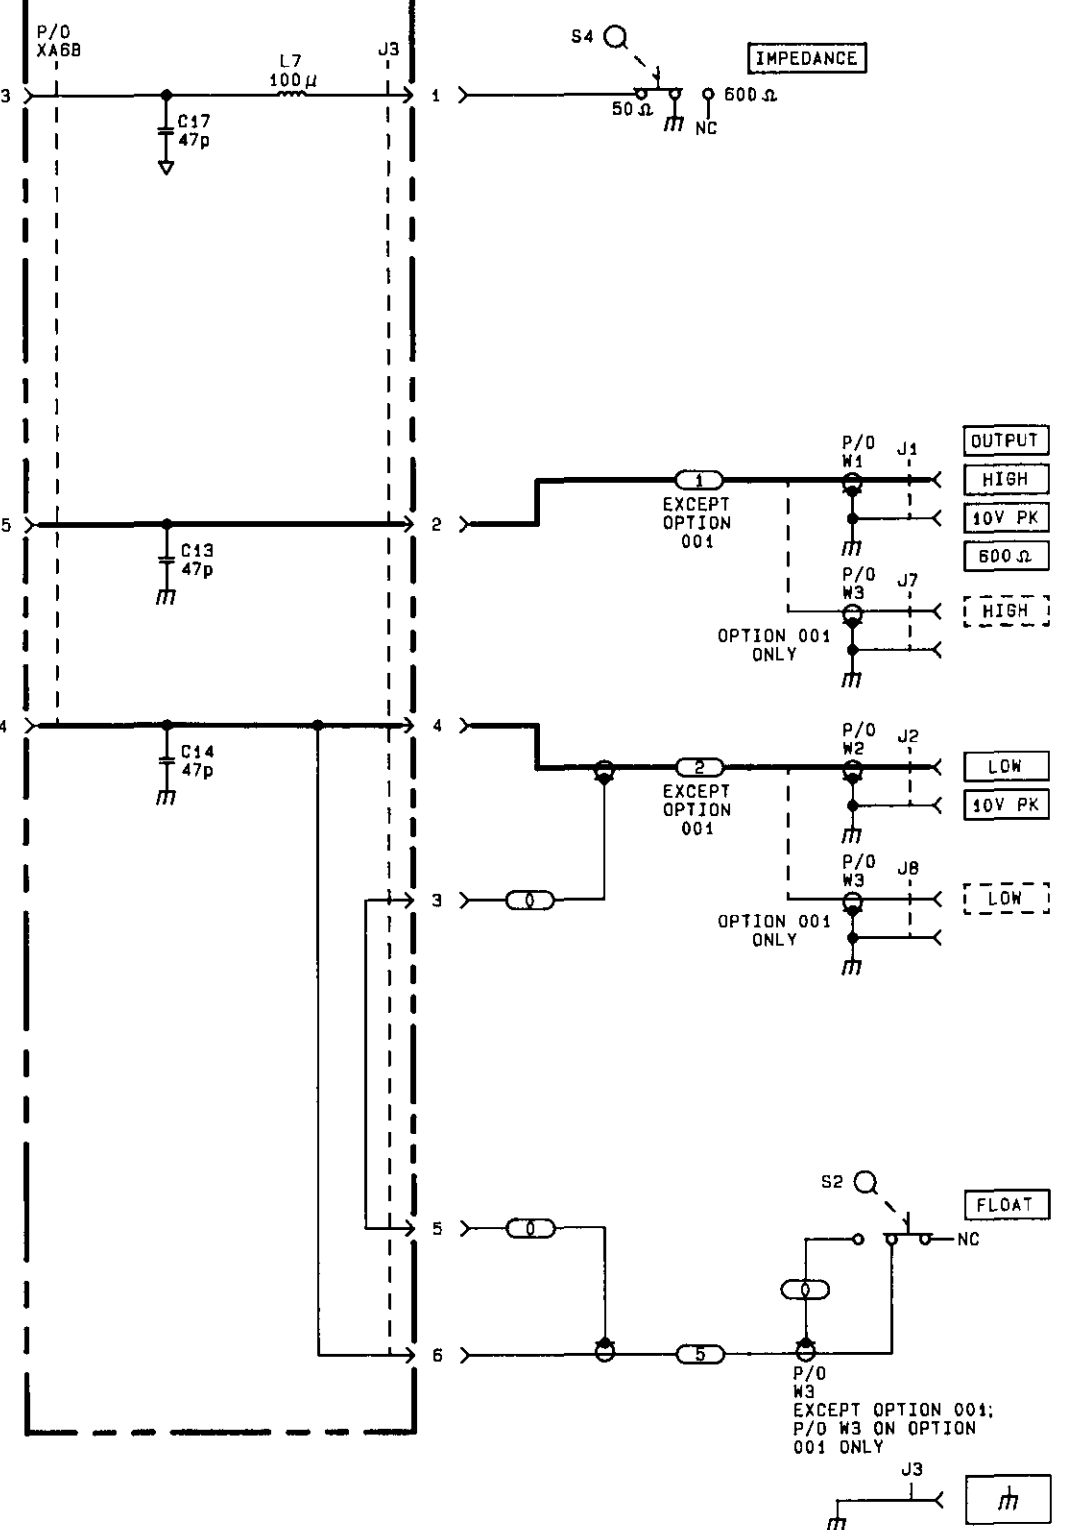 P/O
XA6B
J3
S4
IMPEDANCE
L7
100µ
3
1
50Ω
600Ω
NC
C17
47p
P/O
W1
J1
OUTPUT
HIGH
1
EXCEPT
OPTION
001
10V PK
5
2
C13
47p
600Ω
P/O
W3
J7
HIGH
OPTION 001
ONLY
4
4
C14
47p
P/O
W2
J2
LOW
2
EXCEPT
OPTION
001
10V PK
P/O
W3
J8
LOW
3
0
OPTION 001
ONLY
S2
FLOAT
5
0
NC
0
6
5
P/O
W3
EXCEPT OPTION 001;
P/O W3 ON OPTION
001 ONLY
J3